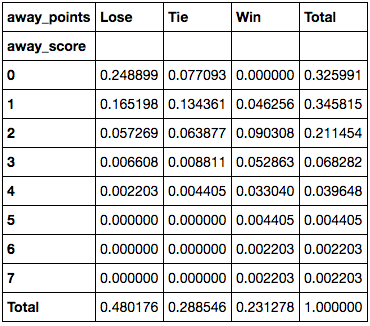 away_points Lose Tie Win Total
away_score
0 0.248899 0.077093 0.000000 0.325991
1 0.165198 0.134361 0.046256 0.345815
2 0.057269 0.063877 0.090308 0.211454
3 0.006608 0.008811 0.052863 0.068282
4 0.002203 0.004405 0.033040 0.039648
5 0.000000 0.000000 0.004405 0.004405
6 0.000000 0.000000 0.002203 0.002203
7 0.000000 0.000000 0.002203 0.002203
Total 0.480176 0.288546 0.231278 1.000000